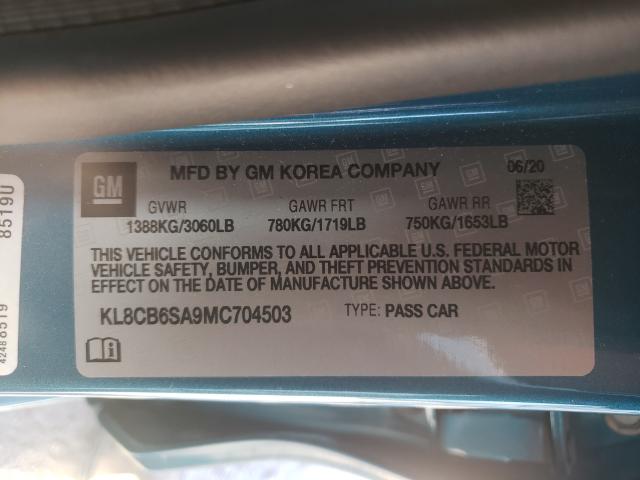 GM
MFD BY GM KOREA COMPANY
06/20
GVWR
GAWR FRT
GAWR RR
1388KG/3060LB
780KG/1719LB
750KG/1653LB
THIS VEHICLE CONFORMS TO ALL APPLICABLE U.S. FEDERAL MOTOR
VEHICLE SAFETY, BUMPER, AND THEFT PREVENTION STANDARDS IN
EFFECT ON THE DATE OF MANUFACTURE SHOWN ABOVE.
KL8CB6SA9MC704503
TYPE: PASS CAR
8519U
42488519